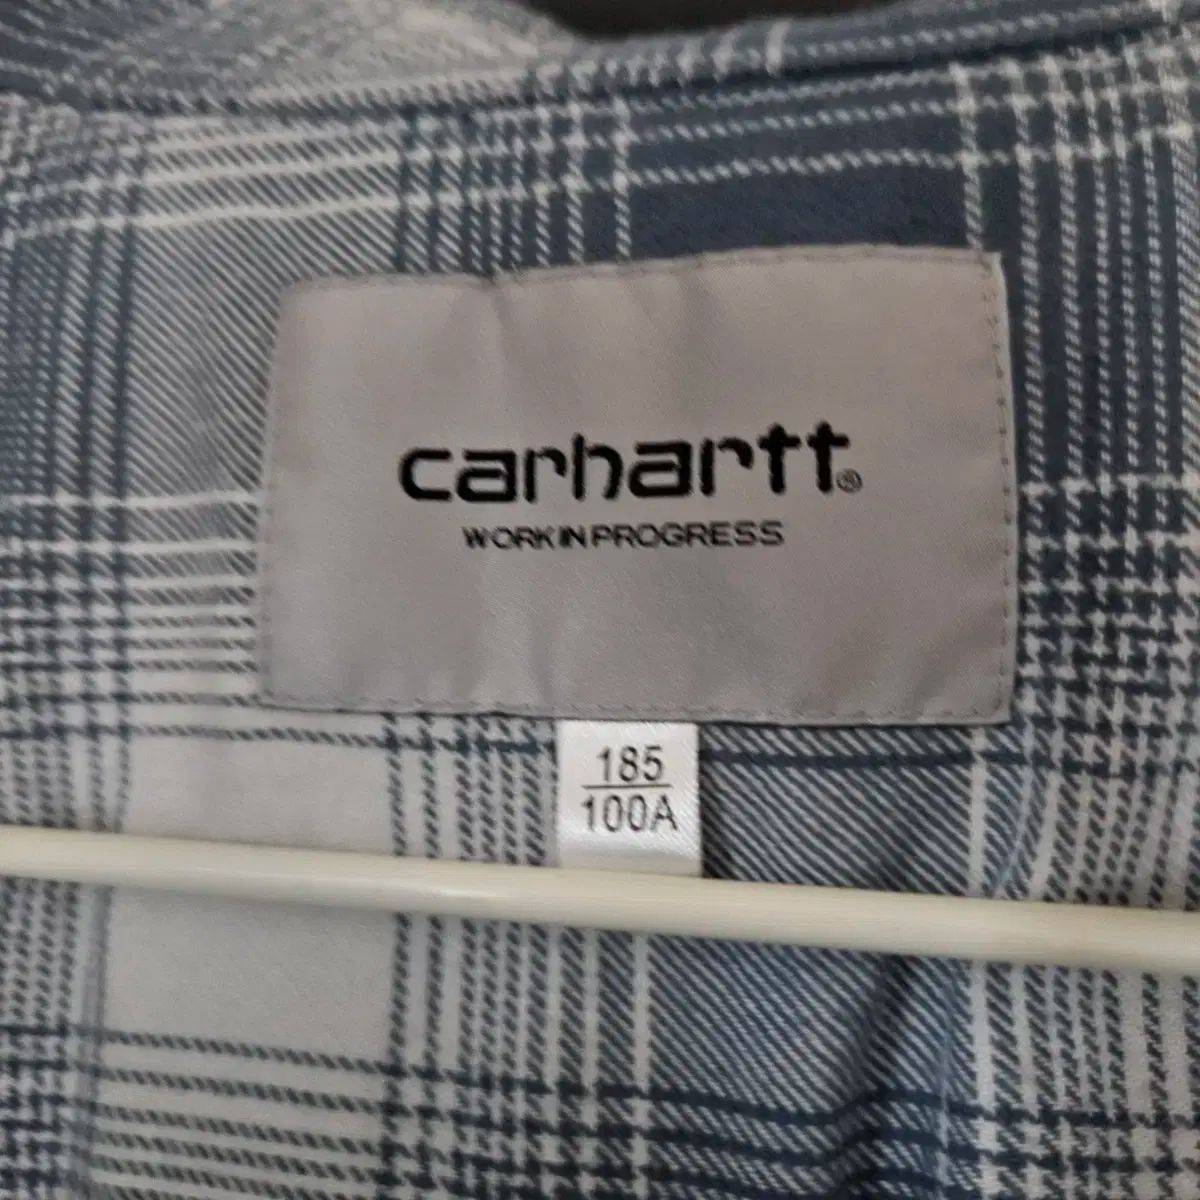 carhartt®
WORK IN PROGRESS
185
100A